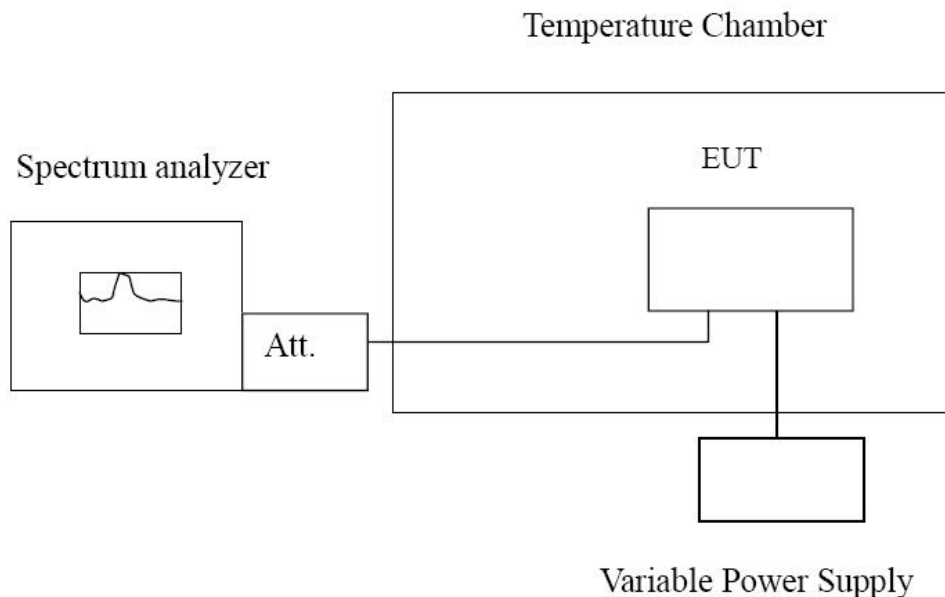 Temperature Chamber
Spectrum analyzer
EUT
Att.
Variable Power Supply